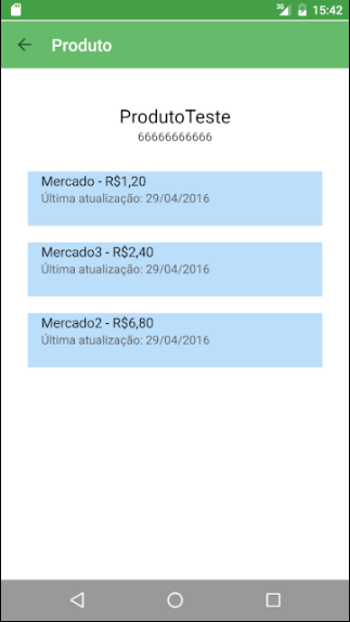 3G 15:42
Produto
ProdutoTeste
66666666666
Mercado - R$1,20
Última atualização: 29/04/2016
Mercado3 - R$2,40
Última atualização: 29/04/2016
Mercado2 - R$6,80
Última atualização: 29/04/2016